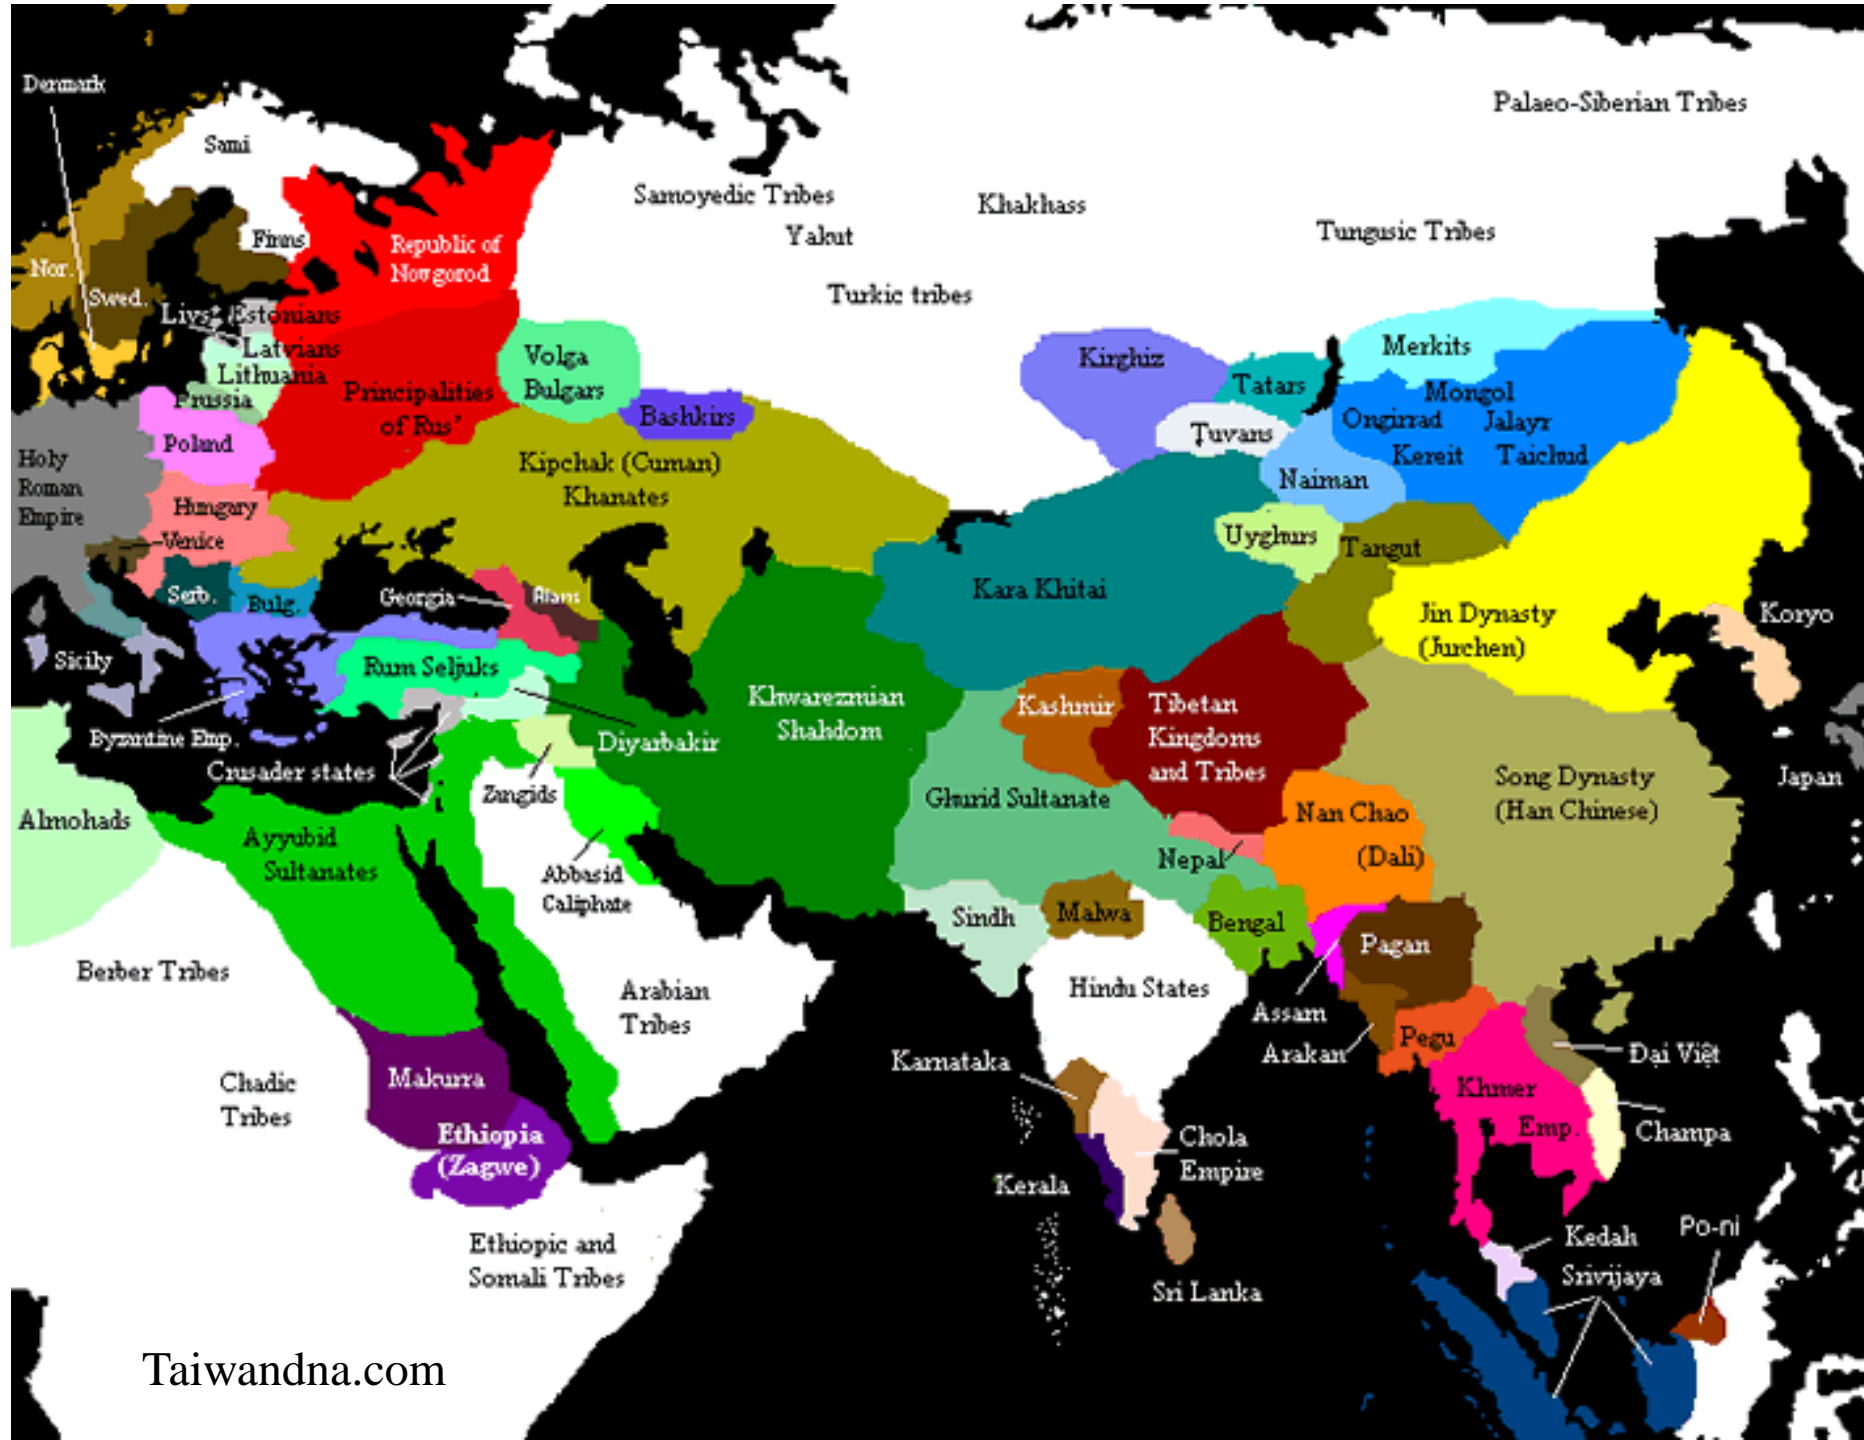 Denmark
Palaeo-Siberian Tribes
Sami
Samoyedic Tribes
Khakhass
Yakut
Tungusic Tribes
Finns
Republic of
Novgorod
Nor.
Swed.
Turkic tribes
Livs
Estonians
Latvians
Lithuania
Prussia
Principalities
of Rus'
Volga
Bulgars
Bashkirs
Kirghiz
Tatars
Merkits
Mongol
Ongirrad
Jalayr
Kereit
Taichud
Tuvans
Naiman
Poland
Holy
Roman
Empire
Kipchak (Cuman)
Khanates
Hungary
Venice
Uyghurs
Tangut
Serb.
Bulg.
Georgia
Alans
Kara Khitai
Jin Dynasty
(Jurchen)
Koryo
Sicily
Rum Seljuks
Khwarezmian
Shahdom
Kashmir
Tibetan
Kingdoms
and Tribes
Byzantine Emp.
Diyarbakir
Crusader states
Zangids
Ghurid Sultanate
Song Dynasty
(Han Chinese)
Japan
Almohads
Ayyubid
Sultanates
Nan Chao
(Dali)
Nepal
Abbasid
Caliphate
Sindh
Malwa
Bengal
Pagan
Berber Tribes
Arabian
Tribes
Hindu States
Assam
Arakan
Pegu
Đại Việt
Karnataka
Makurra
Chadic
Tribes
Khmer
Emp.
Champa
Ethiopia
(Zagwe)
Chola
Empire
Kerala
Ethiopic and
Somali Tribes
Sri Lanka
Kedah
Po-ni
Srivijaya
Taiwandna.com